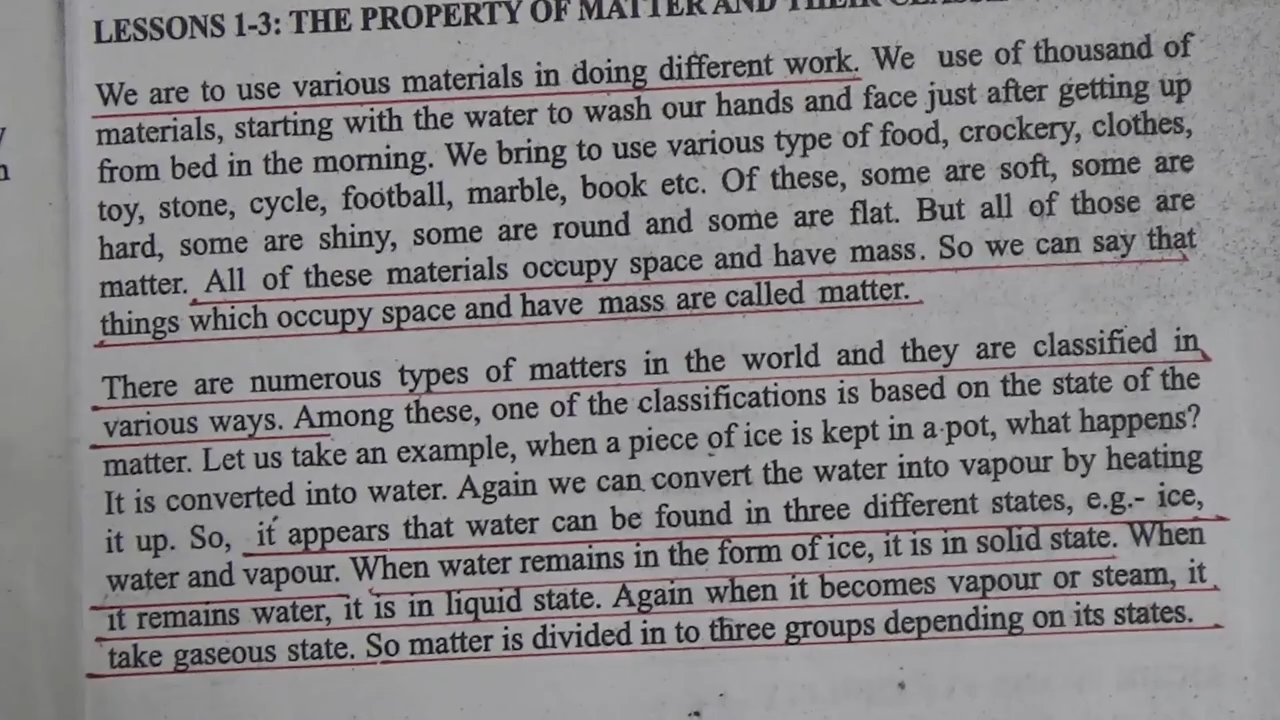 LESSONS 1-3: THE PROPERTY OF MATTER AND THEIR
We are to use various materials in doing different work. We use of thousand of
materials, starting with the water to wash our hands and face just after getting up
from bed in the morning. We bring to use various type of food, crockery, clothes,
toy, stone, cycle, football, marble, book etc. Of these, some are soft, some are
hard, some are shiny, some are round and some are flat. But all of those are
matter. All of these materials occupy space and have mass. So we can say that
things which occupy space and have mass are called matter.
There are numerous types of matters in the world and they are classified in
various ways. Among these, one of the classifications is based on the state of the
matter. Let us take an example, when a piece of ice is kept in a pot, what happens?
It is converted into water. Again we can convert the water into vapour by heating
it up. So, it appears that water can be found in three different states, e.g.- ice,
water and vapour. When water remains in the form of ice, it is in solid state. When
it remains water, it is in liquid state. Again when it becomes vapour or steam, it
take gaseous state. So matter is divided in to three groups depending on its states.